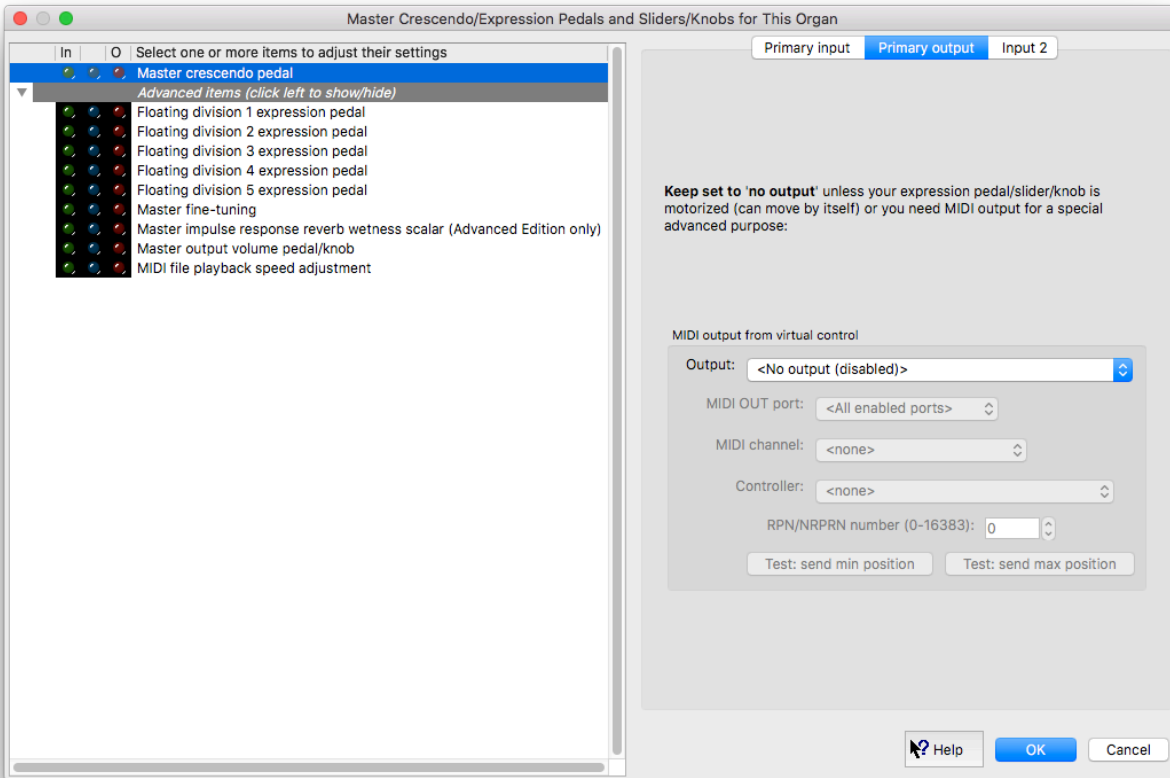 Master Crescendo/Expression Pedals and Sliders/Knobs for This Organ
In O Select one or more items to adjust their settings
Master crescendo pedal
Advanced items (click left to show/hide)
Floating division 1 expression pedal
Floating division 2 expression pedal
Floating division 3 expression pedal
Floating division 4 expression pedal
Floating division 5 expression pedal
Master fine-tuning
Master impulse response reverb wetness scalar (Advanced Edition only)
Master output volume pedal/knob
MIDI file playback speed adjustment
Primary input Primary output Input 2
Keep set to 'no output' unless your expression pedal/slider/knob is
motorized (can move by itself) or you need MIDI output for a special
advanced purpose:
MIDI output from virtual control
Output: <No output (disabled)>
MIDI OUT port: <All enabled ports>
MIDI channel: <none>
Controller: <none>
RPN/NRPRN number (0-16383): 0
Test: send min position Test: send max position
? Help OK Cancel